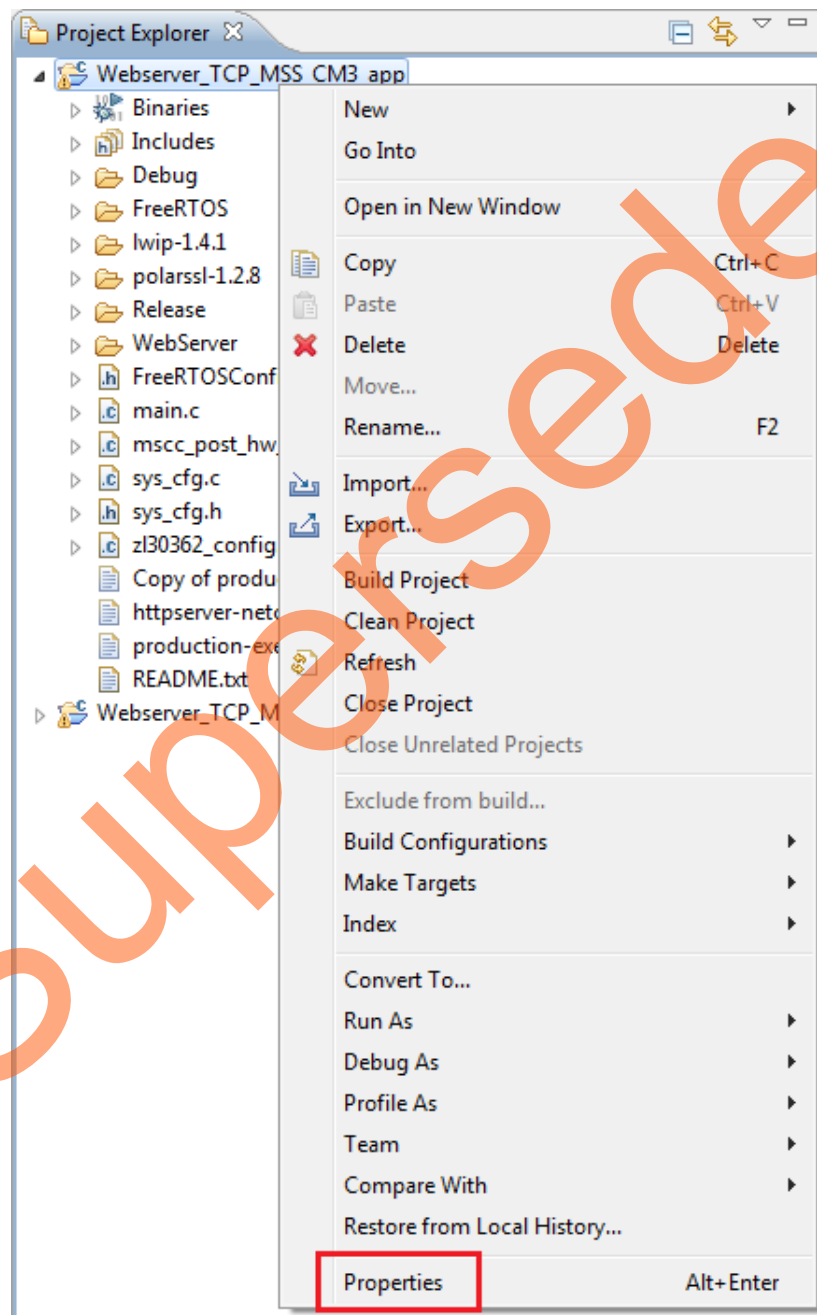 Project Explorer
Webserver_TCP_MSS_CM3_app
Binaries
Includes
Debug
FreeRTOS
lwip-1.4.1
polarssl-1.2.8
Release
WebServer
FreeRTOSConf
main.c
mscc_post_hw_
sys_cfg.c
sys_cfg.h
zl30362_config
Copy of produ
httpserver-netc
production-exe
README.txt
Webserver_TCP_M
New
Go Into
Open in New Window
Copy Ctrl+C
Paste Ctrl+V
Delete Delete
Move...
Rename... F2
Import...
Export...
Build Project
Clean Project
Refresh
Close Project
Close Unrelated Projects
Exclude from build...
Build Configurations
Make Targets
Index
Convert To...
Run As
Debug As
Profile As
Team
Compare With
Restore from Local History...
Properties Alt+Enter
Supersede